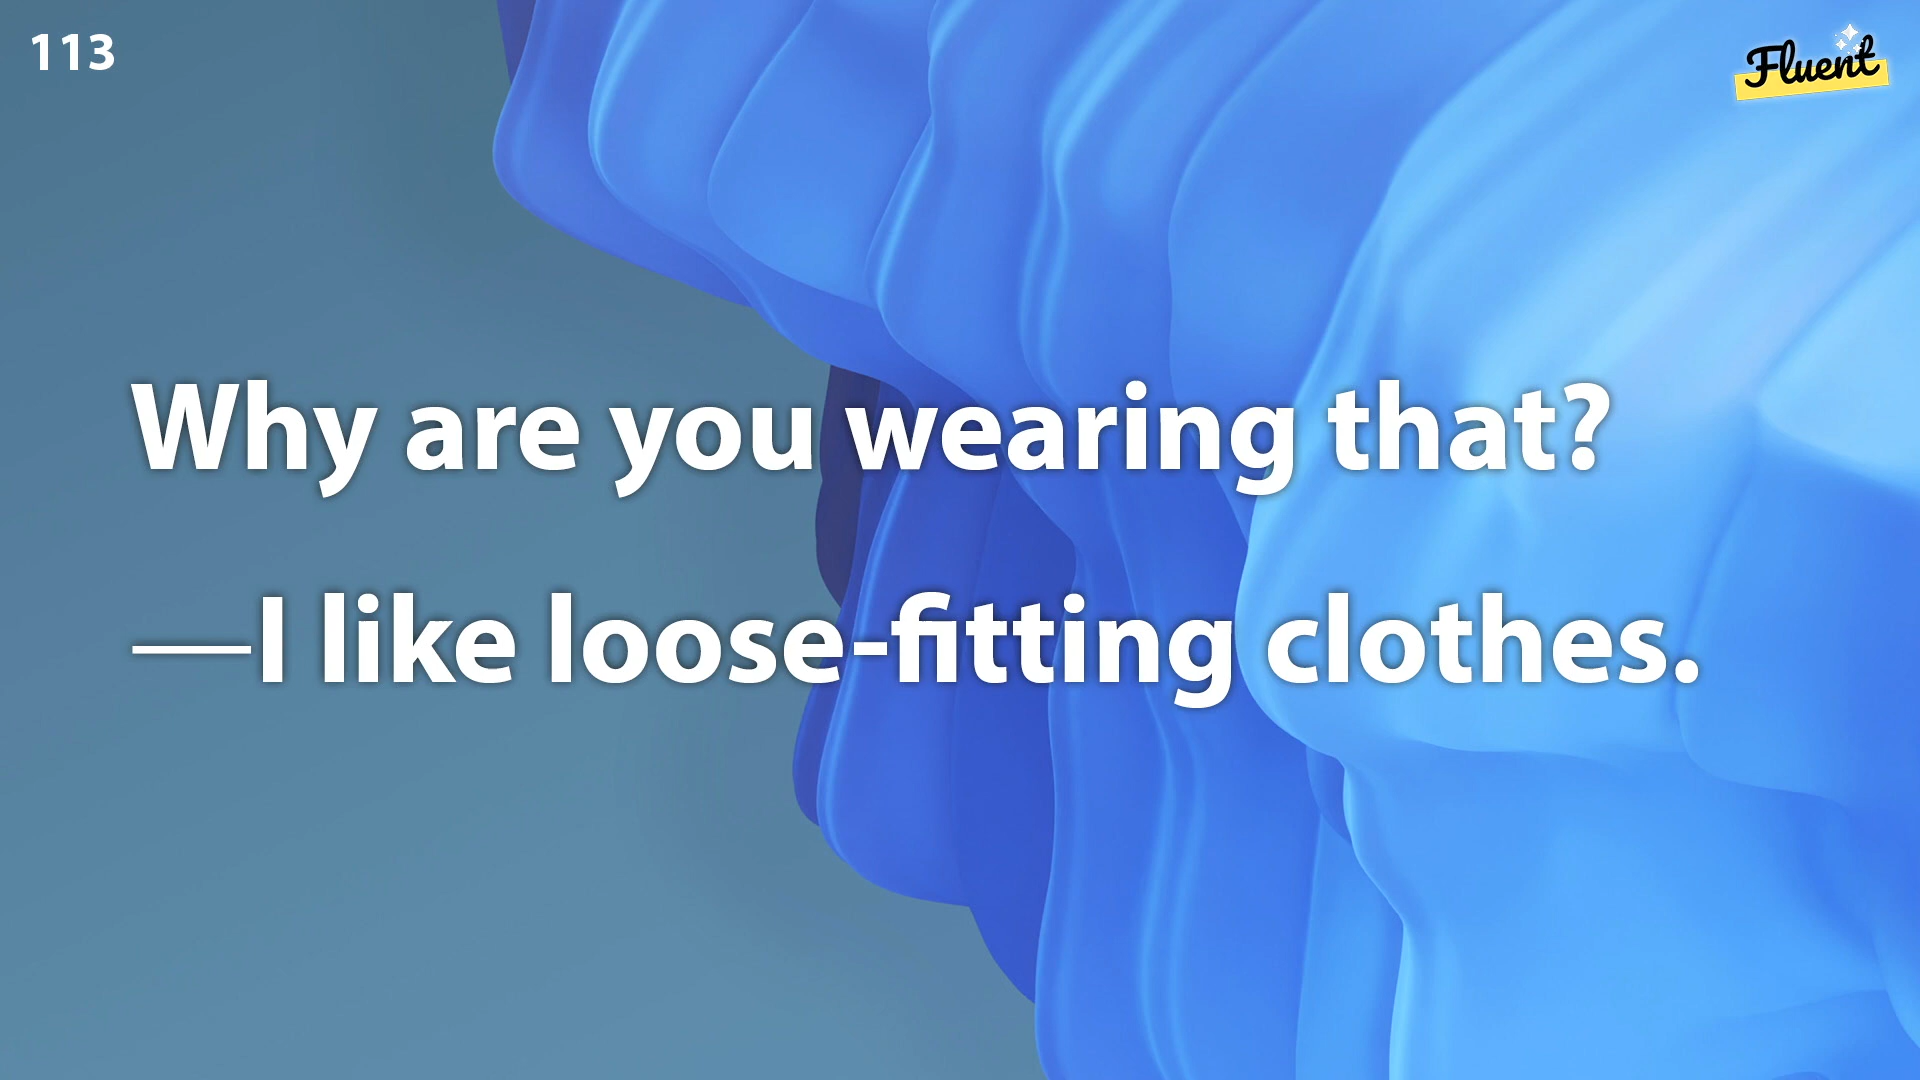 113
Fluent
Why are you wearing that?
—I like loose-fitting clothes.